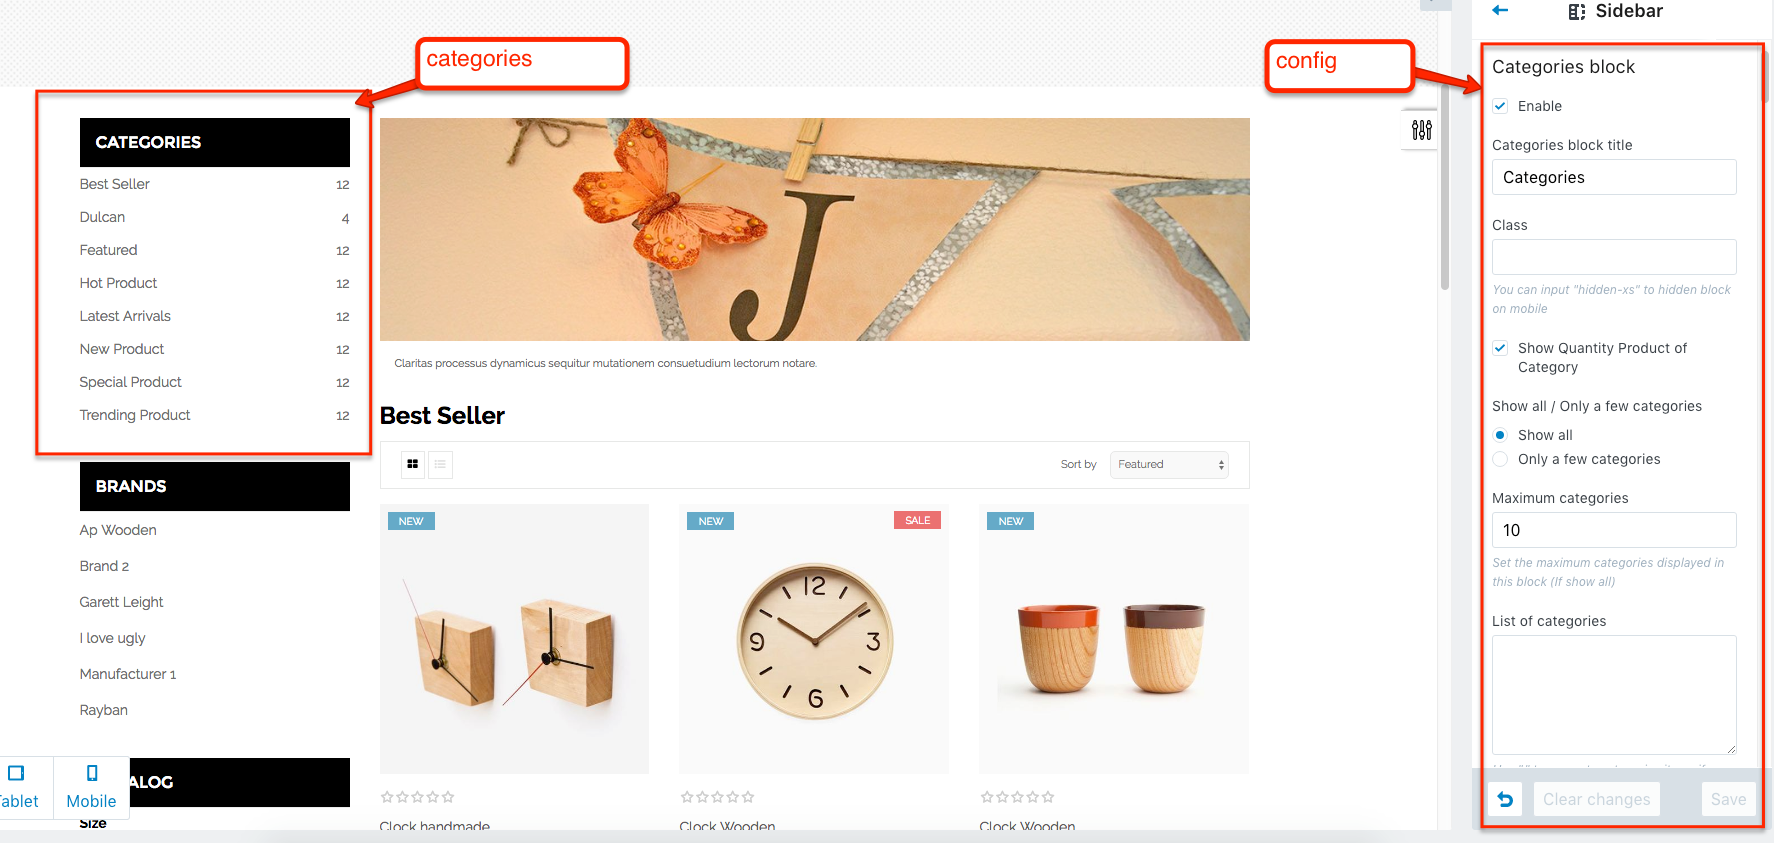 categories
CATEGORIES
Best Seller 12
Dulcan 4
Featured 12
Hot Product 12
Latest Arrivals 12
New Product 12
Special Product 12
Trending Product 12
BRANDS
Ap Wooden
Brand 2
Garett Leight
I love ugly
Manufacturer 1
Rayban
ALOG
Size
ablet
Mobile
J
Claritas processus dynamicus sequitur mutationem consuetudium lectorum notare.
Best Seller
Sort by Featured
NEW
NEW SALE
NEW
12
9 3
6
Clock handmade
Clock Wooden
Clock Wooden
config
Sidebar
Categories block
Enable
Categories block title
Categories
Class
You can input "hidden-xs" to hidden block
on mobile
Show Quantity Product of
Category
Show all / Only a few categories
Show all
Only a few categories
Maximum categories
10
Set the maximum categories displayed in
this block (If show all)
List of categories
Clear changes
Save